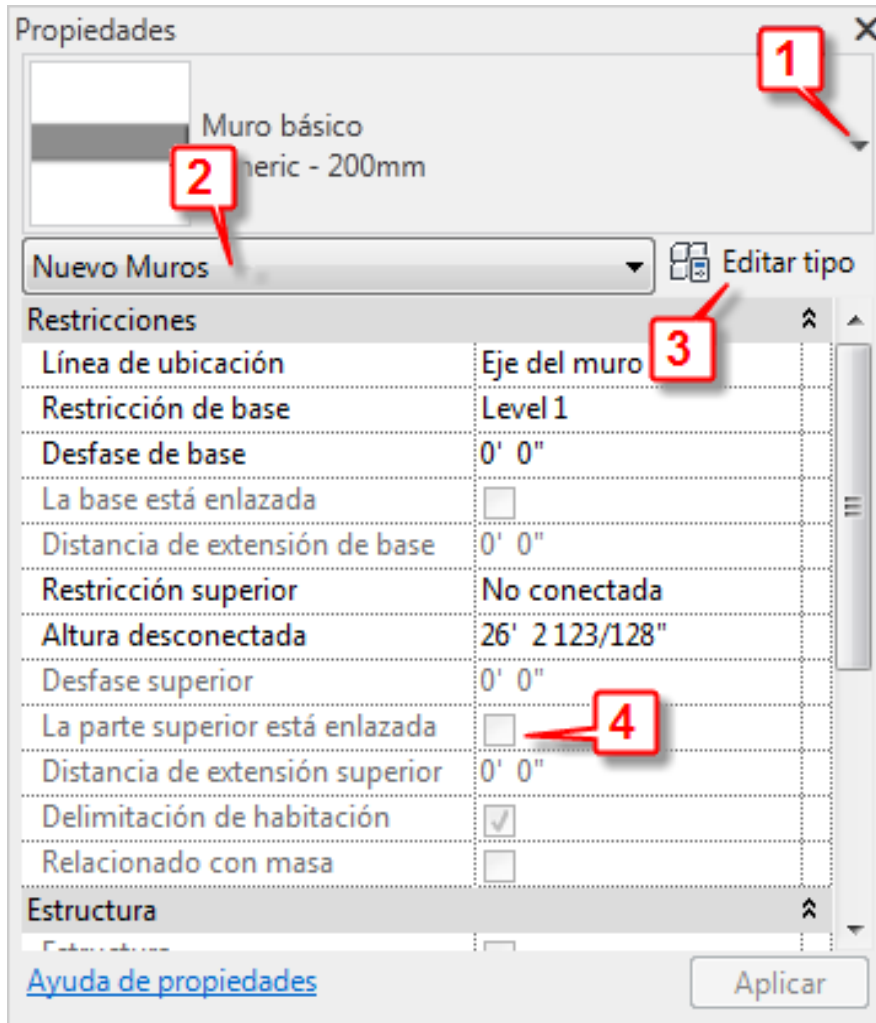 Propiedades
1
Muro básico
neric - 200mm
2
Nuevo Muros
Editar tipo
Restricciones
3
Línea de ubicación Eje del muro
Restricción de base Level 1
Desfase de base 0' 0"
La base está enlazada
Distancia de extensión de base 0' 0"
Restricción superior No conectada
Altura desconectada 26' 2 123/128"
Desfase superior 0' 0"
La parte superior está enlazada 4
Distancia de extensión superior 0' 0"
Delimitación de habitación
Relacionado con masa
Estructura
Ayuda de propiedades
Aplicar